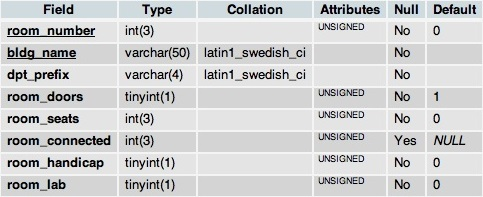 Field Type Collation Attributes Null Default
room_number int(3) UNSIGNED No 0
bldg_name varchar(50) latin1_swedish_ci No
dpt_prefix varchar(4) latin1_swedish_ci No
room_doors tinyint(1) UNSIGNED No 1
room_seats int(3) UNSIGNED No 0
room_connected int(3) UNSIGNED Yes NULL
room_handicap tinyint(1) UNSIGNED No 0
room_lab tinyint(1) UNSIGNED No 0